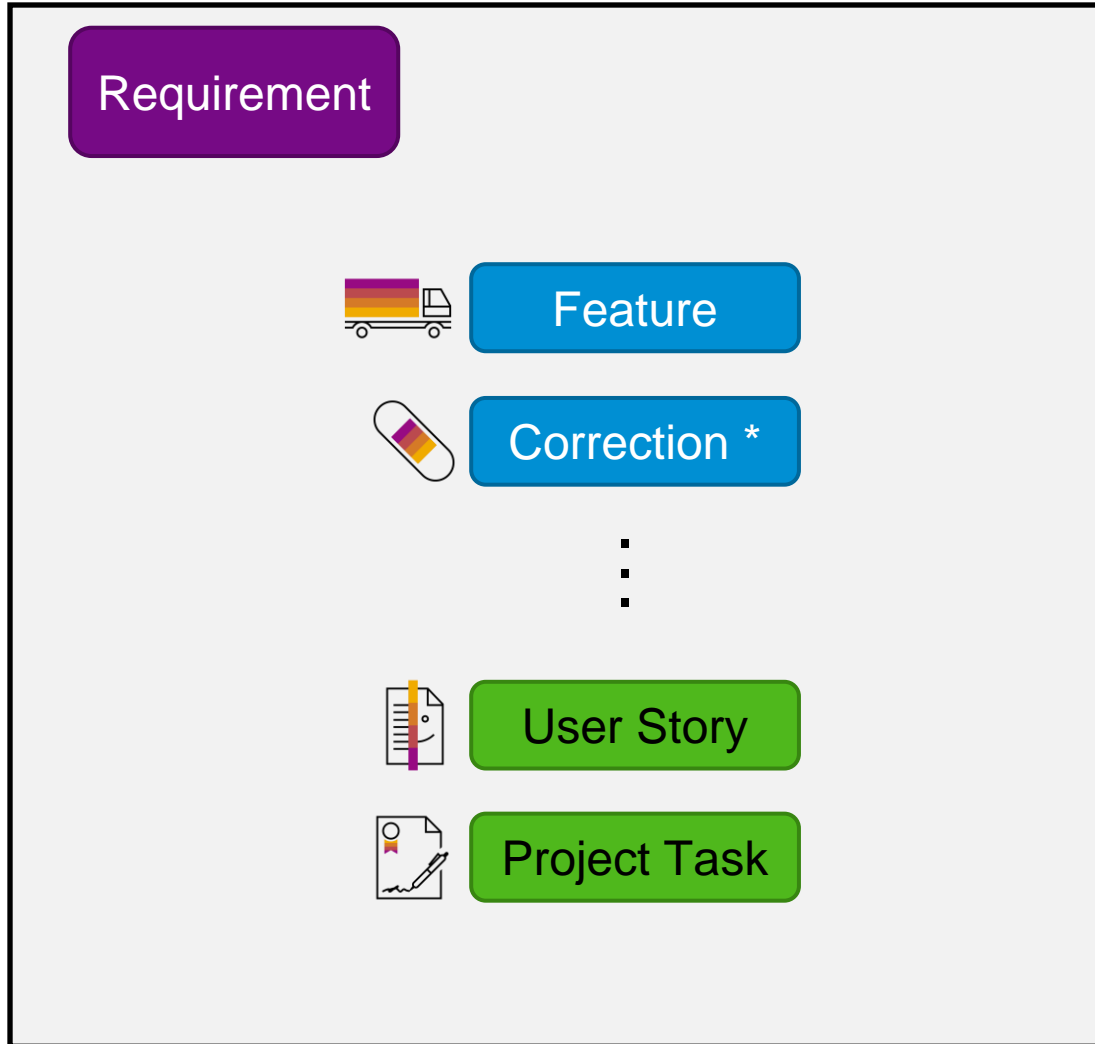 Requirement
Feature
Correction *
User Story
Project Task